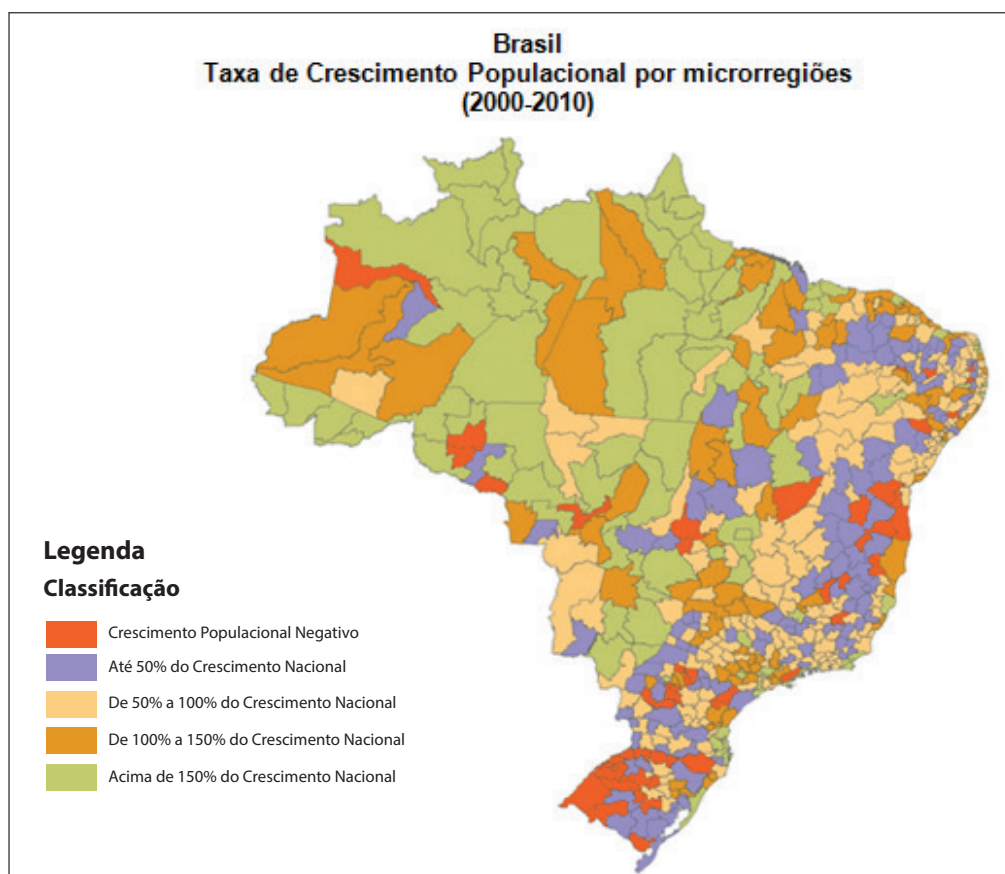 Brasil
Taxa de Crescimento Populacional por microrregiões
(2000-2010)
Legenda
Classificação
Crescimento Populacional Negativo
Até 50% do Crescimento Nacional
De 50% a 100% do Crescimento Nacional
De 100% a 150% do Crescimento Nacional
Acima de 150% do Crescimento Nacional